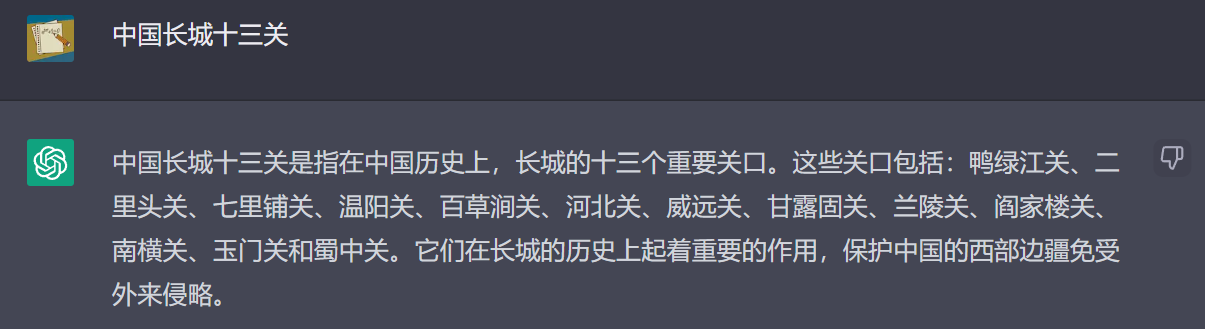 中国长城十三关
中国长城十三关是指在中国历史上，长城的十三个重要关口。这些关口包括：鸭绿江关、二
里头关、七里铺关、温阳关、百草涧关、河北关、威远关、甘露固关、兰陵关、阎家楼关、
南横关、玉门关和蜀中关。它们在长城的历史上起着重要的作用，保护中国的西部边疆免受
外来侵略。